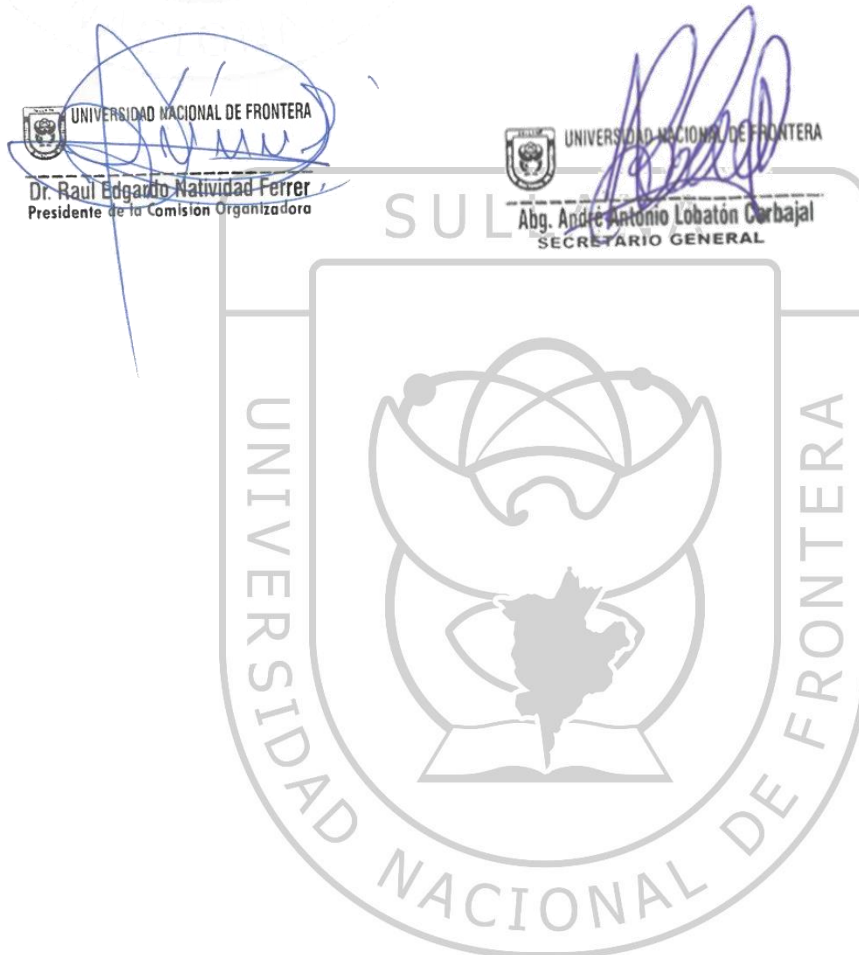 UNIVERSIDAD NACIONAL DE FRONTERA
Dr. Raul Edgardo Natividad Ferrer
Presidente de la Comision Organizadora
UNIVERSIDAD NACIONAL DE FRONTERA
Abg. André Antonio Lobatón Carbajal
SECRETARIO GENERAL
SULLANA
UNIVERSIDAD NACIONAL DE FRONTERA